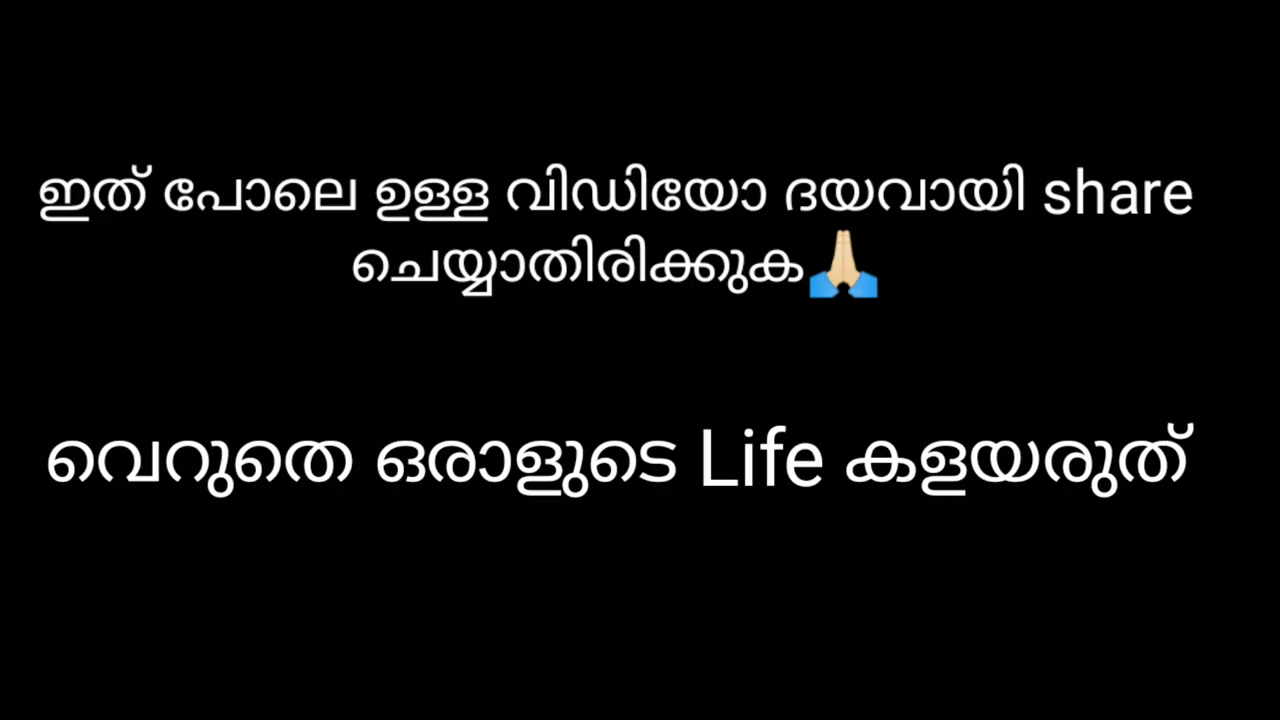 ഇത് പോലെ ഉള്ള വിഡിയോ ദയവായി share
ചെയ്യാതിരിക്കുക🙏🏻
വെറുതെ ഒരാളുടെ Life കളയരുത്